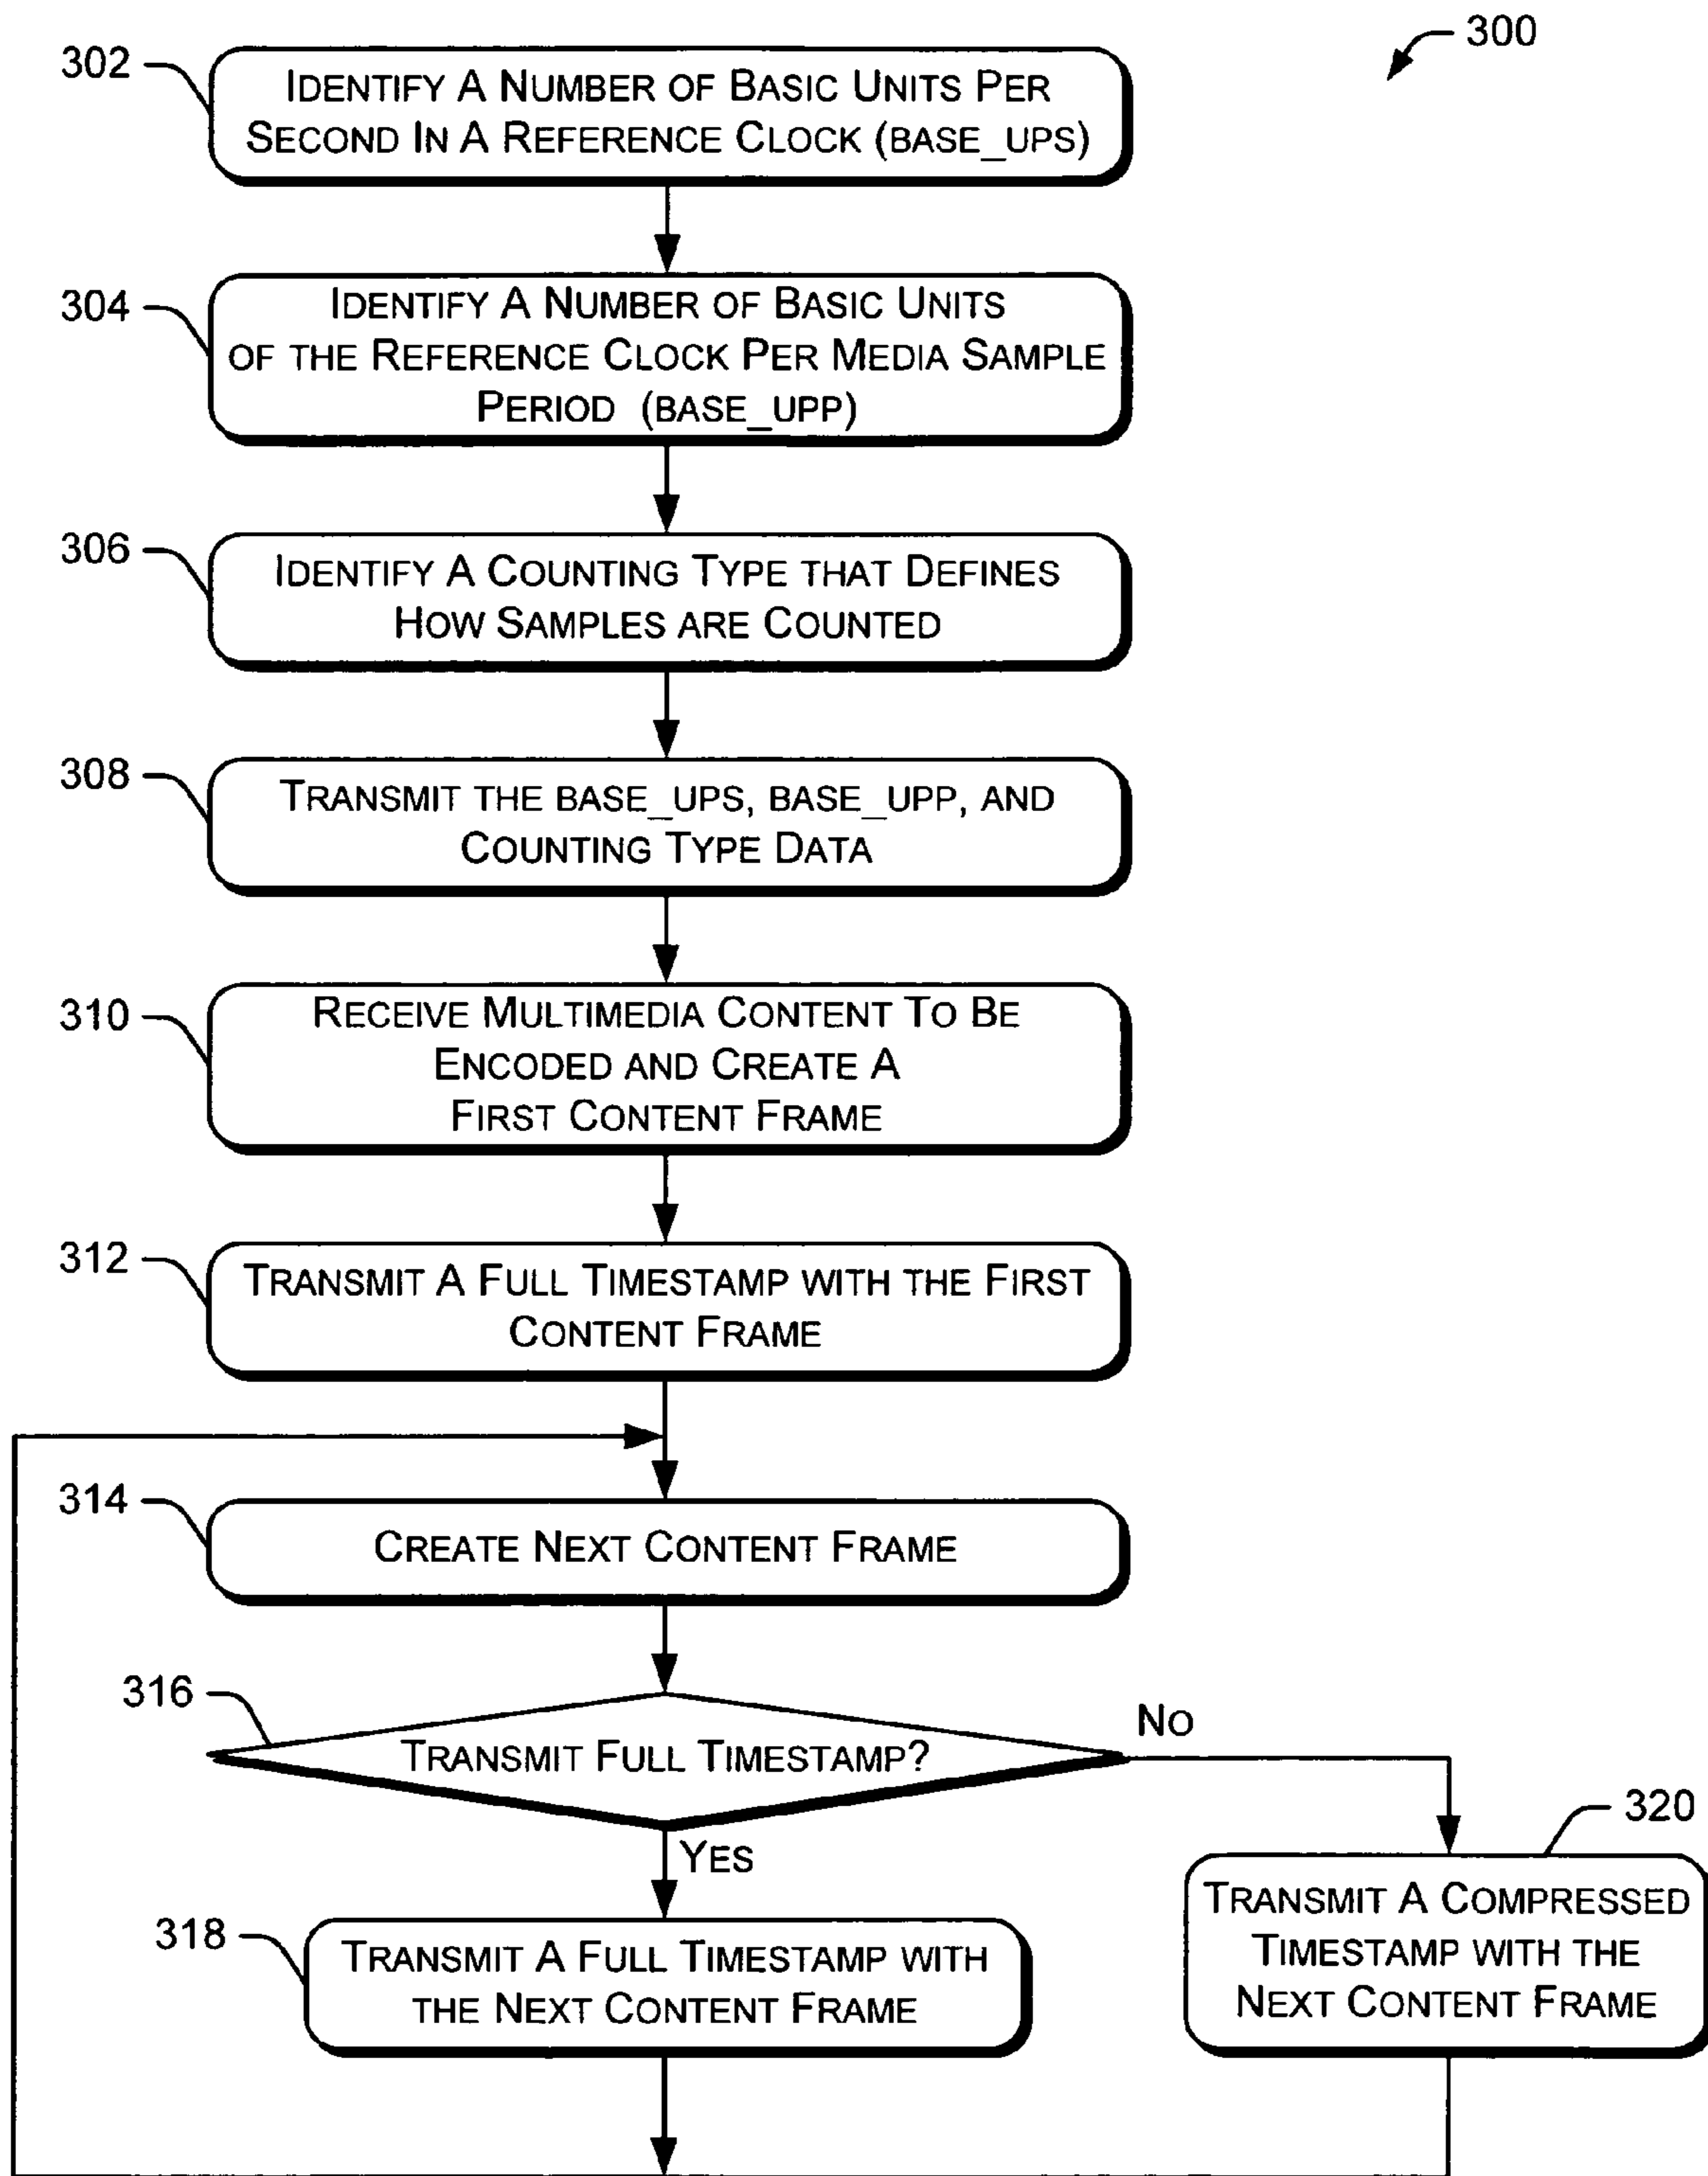 300
302
IDENTIFY A NUMBER OF BASIC UNITS PER
SECOND IN A REFERENCE CLOCK (BASE_UPS)
304
IDENTIFY A NUMBER OF BASIC UNITS
OF THE REFERENCE CLOCK PER MEDIA SAMPLE
PERIOD (BASE_UPP)
306
IDENTIFY A COUNTING TYPE THAT DEFINES
HOW SAMPLES ARE COUNTED
308
TRANSMIT THE BASE_UPS, BASE_UPP, AND
COUNTING TYPE DATA
310
RECEIVE MULTIMEDIA CONTENT TO BE
ENCODED AND CREATE A
FIRST CONTENT FRAME
312
TRANSMIT A FULL TIMESTAMP WITH THE FIRST
CONTENT FRAME
314
CREATE NEXT CONTENT FRAME
316
TRANSMIT FULL TIMESTAMP?
NO
YES
318
TRANSMIT A FULL TIMESTAMP WITH
THE NEXT CONTENT FRAME
320
TRANSMIT A COMPRESSED
TIMESTAMP WITH THE
NEXT CONTENT FRAME